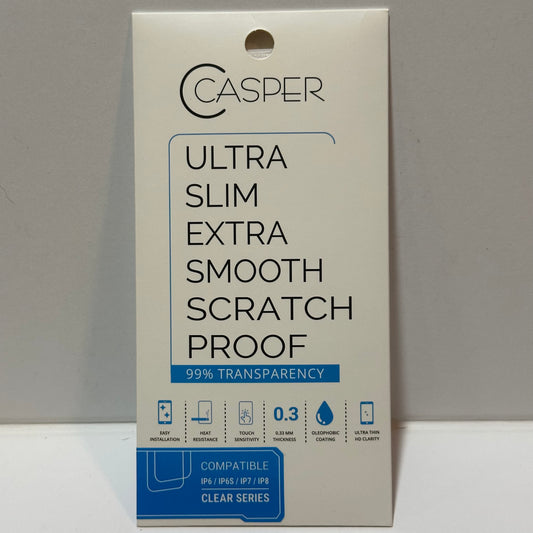 CASPER
ULTRA
SLIM
EXTRA
SMOOTH
SCRATCH
PROOF
99% TRANSPARENCY
EASY
INSTALLATION
HEAT
RESISTANCE
TOUCH
SENSITIVITY
0.3
0.33 MM
THICKNESS
OLEOPHOBIC
COATING
ULTRA THIN
HD CLARITY
COMPATIBLE
IP6 / IP6S / IP7 / IP8
CLEAR SERIES